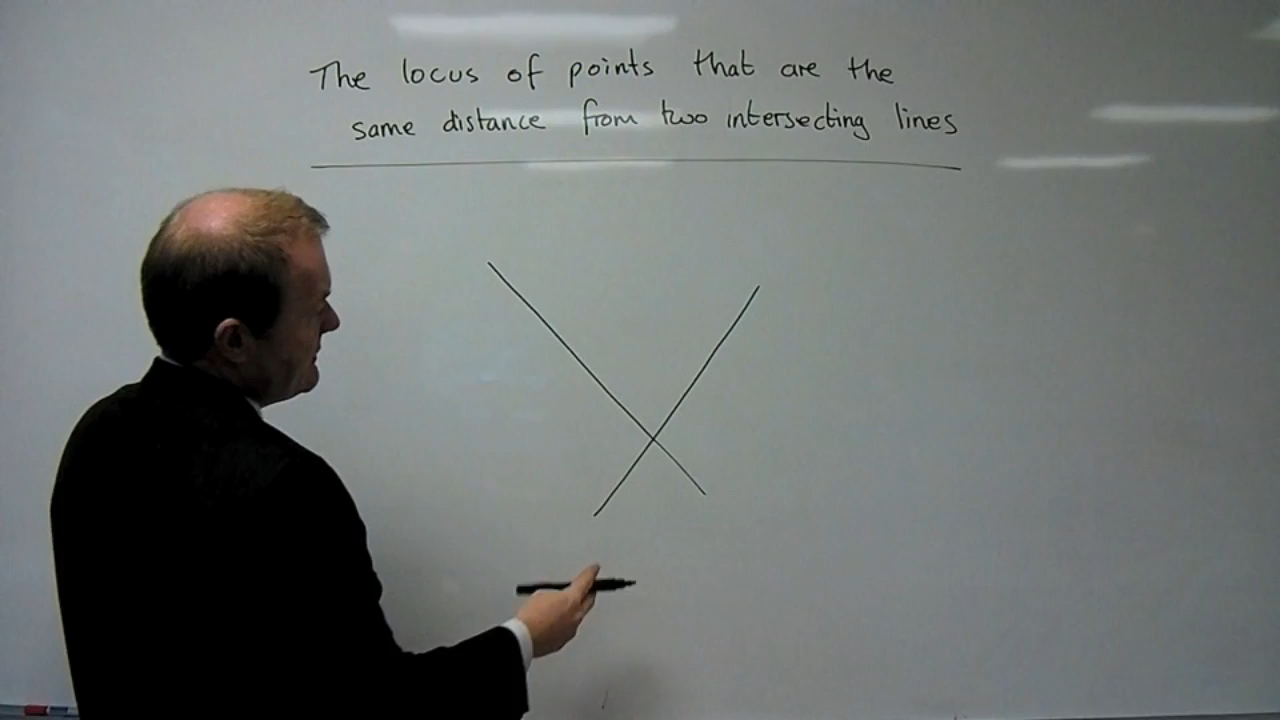 The locus of points that are the
same distance from two intersecting lines